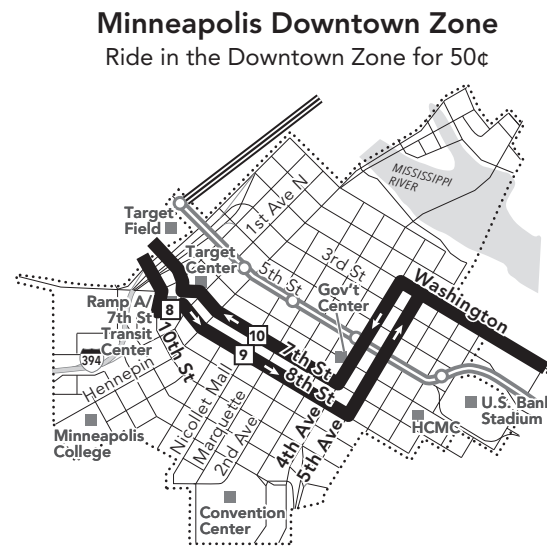 Minneapolis Downtown Zone
Ride in the Downtown Zone for 50¢
MISSISSIPPI
RIVER
1st Ave N
Target
Field
Target
Center
3rd St
5th St
Gov't
Center
Washington
Ramp A/
7th St
Transit
Center
8
10
9
394
10th St
7th St
8th St
Hennepin
Nicollet Mall
Marquette
2nd Ave
4th Ave
5th Ave
U.S. Bank
Stadium
HCMC
Minneapolis
College
Convention
Center